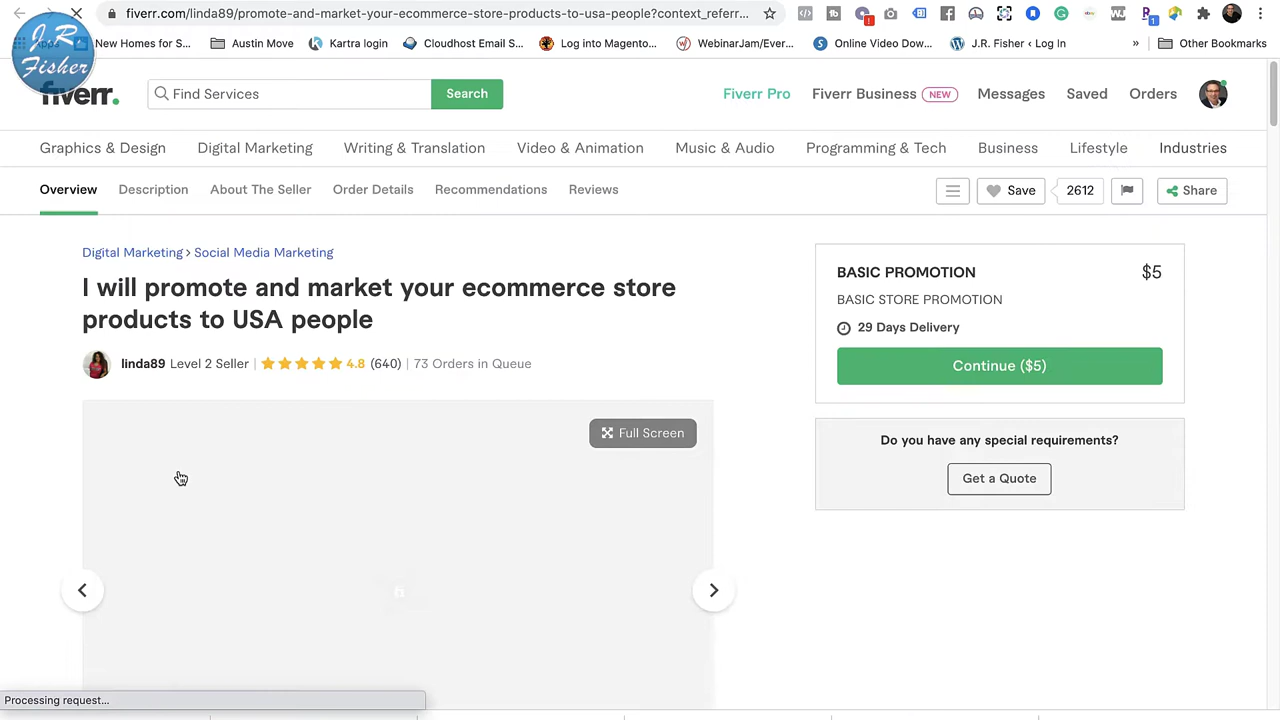 fiverr.com/linda89/promote-and-market-your-ecommerce-store-products-to-usa-people?context_referr...
J.R. Fisher
New Homes for S... Austin Move Kartra login Cloudhost Email S... Log into Magento... WebinarJam/Ever... Online Video Dow... J.R. Fisher ‹ Log In » Other Bookmarks
fiverr. Find Services Search Fiverr Pro Fiverr Business NEW Messages Saved Orders
Graphics & Design Digital Marketing Writing & Translation Video & Animation Music & Audio Programming & Tech Business Lifestyle Industries
Overview Description About The Seller Order Details Recommendations Reviews Save 2612 Share
Digital Marketing › Social Media Marketing
I will promote and market your ecommerce store
products to USA people
linda89 Level 2 Seller | 4.8 (640) | 73 Orders in Queue
Full Screen
BASIC PROMOTION $5
BASIC STORE PROMOTION
29 Days Delivery
Continue ($5)
Do you have any special requirements?
Get a Quote
Processing request...